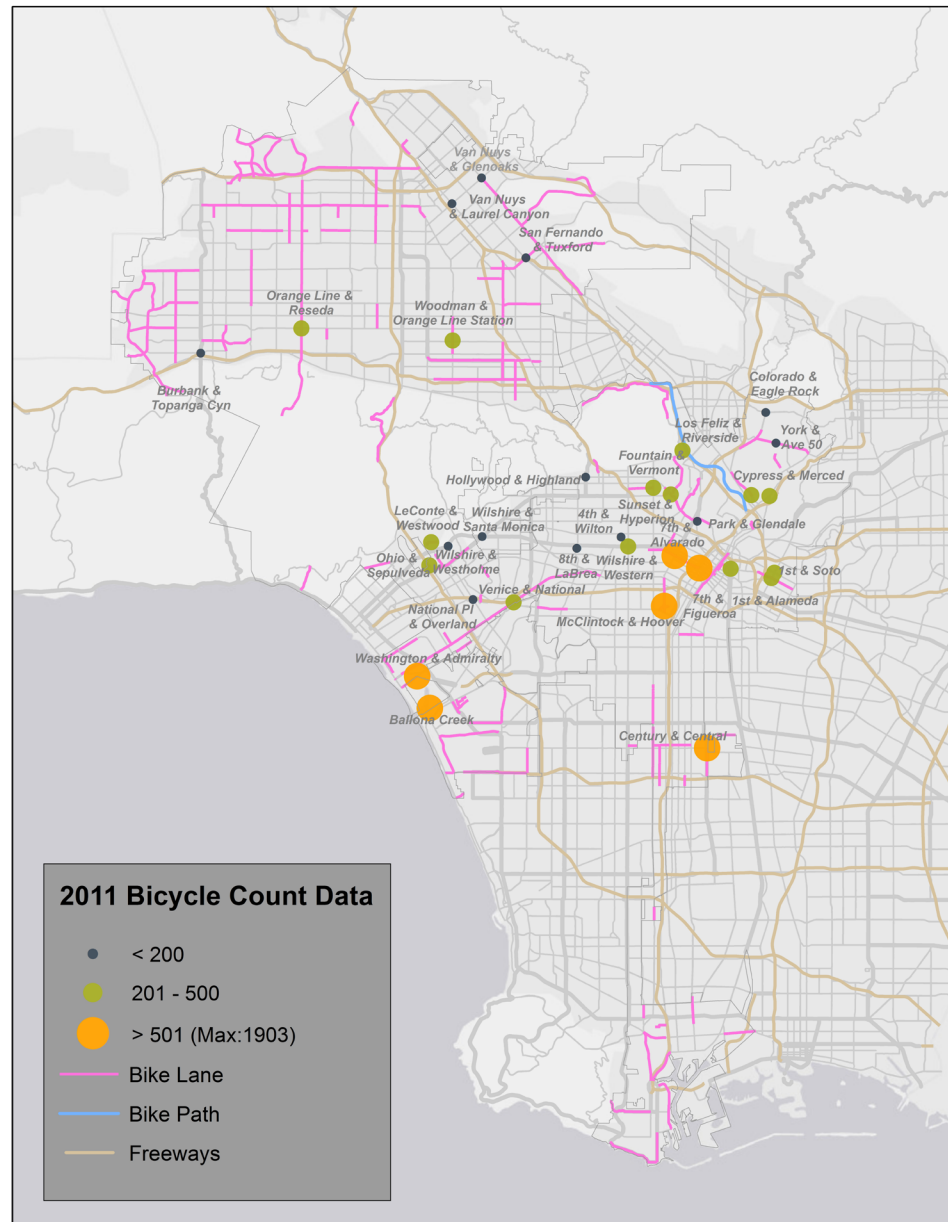 Van Nuys
& Glenoaks
Van Nuys
& Laurel Canyon
San Fernando
& Tuxford
Orange Line &
Reseda
Woodman &
Orange Line Station
Burbank &
Topanga Cyn
Colorado &
Eagle Rock
Los Feliz &
Riverside
York &
Ave 50
Fountain &
Vermont
Cypress & Merced
Hollywood & Highland
LeConte &
Westwood
Wilshire &
Santa Monica
4th &
Wilton
Sunset &
Hyperion
Park & Glendale
7th &
Alvarado
Ohio &
Sepulveda
Wilshire &
Westholme
8th &
LaBrea
Wilshire &
Western
1st & Soto
Venice & National
National Pl
& Overland
McClintock & Hoover
7th &
Figueroa
1st & Alameda
Washington & Admiralty
Ballona Creek
Century & Central
2011 Bicycle Count Data
< 200
201 - 500
> 501 (Max:1903)
Bike Lane
Bike Path
Freeways